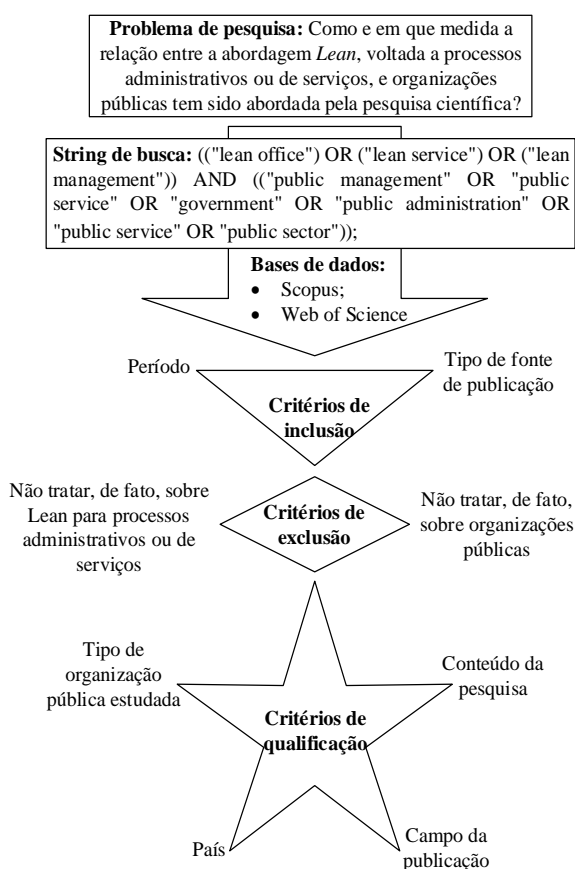 Problema de pesquisa: Como e em que medida a
relação entre a abordagem Lean, voltada a processos
administrativos ou de serviços, e organizações
públicas tem sido abordada pela pesquisa científica?
String de busca: (("lean office") OR ("lean service") OR ("lean
management")) AND (("public management" OR "public
service" OR "government" OR "public administration" OR
"public service" OR "public sector"));
Bases de dados:
• Scopus;
• Web of Science
Período
Tipo de fonte
de publicação
Critérios de
inclusão
Não tratar, de fato, sobre
Lean para processos
administrativos ou de
serviços
Critérios de
exclusão
Não tratar, de fato,
sobre organizações
públicas
Tipo de
organização
pública estudada
Conteúdo da
pesquisa
Critérios de
qualificação
País
Campo da
publicação